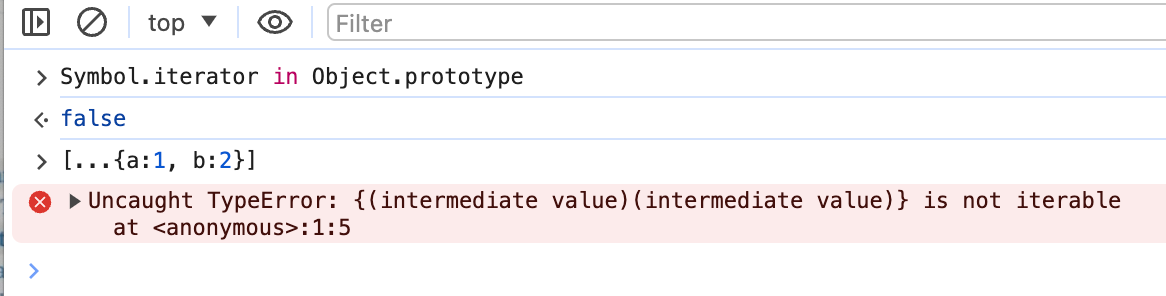 top Filter
Symbol.iterator in Object.prototype
false
[...{a:1, b:2}]
Uncaught TypeError: {(intermediate value)(intermediate value)} is not iterable
at <anonymous>:1:5